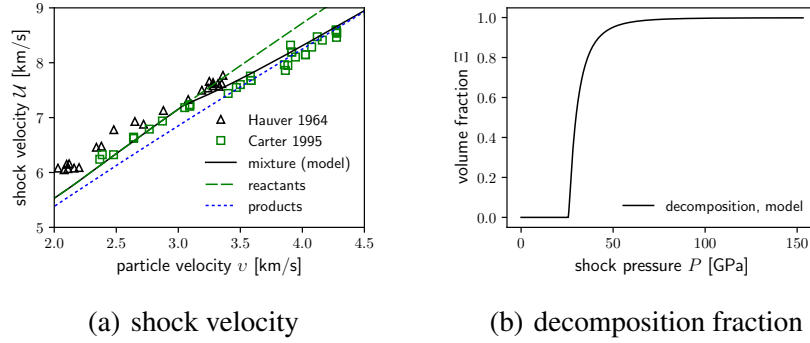 9
8
7
6
5
shock velocity 𝒰 [km/s]
Hauver 1964
Carter 1995
mixture (model)
reactants
products
2.0 2.5 3.0 3.5 4.0 4.5
particle velocity v [km/s]
(a) shock velocity
1.0
0.8
0.6
0.4
0.2
0.0
volume fraction Ξ
decomposition, model
0 50 100 150
shock pressure P [GPa]
(b) decomposition fraction